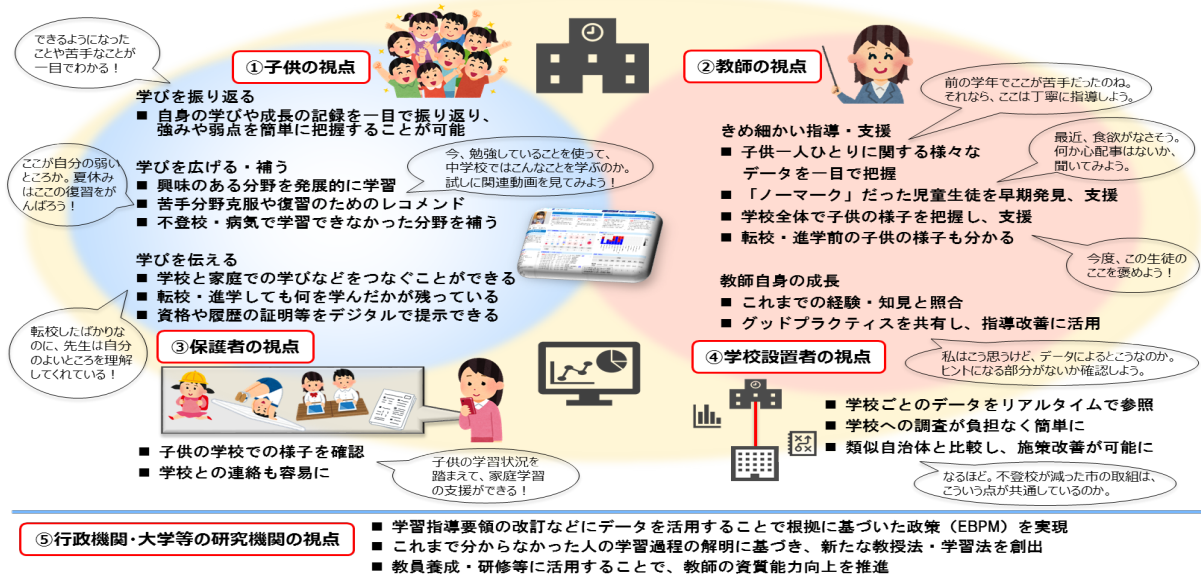 できるようになった
ことや苦手なことが
一目でわかる！
①子供の視点
学びを振り返る
■ 自身の学びや成長の記録を一目で振り返り、
強みや弱点を簡単に把握することが可能
ここが自分の弱い
ところか。夏休み
はここの復習をが
んばろう！
学びを広げる・補う
■ 興味のある分野を発展的に学習
■ 苦手分野克服や復習のためのレコメンド
■ 不登校・病気で学習できなかった分野を補う
今、勉強していることを使って、
中学校ではこんなことを学ぶのか。
試しに関連動画を見てみよう！
学びを伝える
■ 学校と家庭での学びなどをつなぐことができる
■ 転校・進学しても何を学んだかが残っている
■ 資格や履歴の証明等をデジタルで提示できる
転校したばかりな
のに、先生は自分
のよいところを理解
してくれている！
②教師の視点
前の学年でここが苦手だったのね。
それなら、ここは丁寧に指導しよう。
きめ細かい指導・支援
■ 子供一人ひとりに関する様々な
データを一目で把握
■ 「ノーマーク」だった児童生徒を早期発見、支援
■ 学校全体で子供の様子を把握し、支援
■ 転校・進学前の子供の様子も分かる
最近、食欲がなさそう。
何か心配事はないか、
聞いてみよう。
今度、この生徒の
ここを褒めよう！
教師自身の成長
■ これまでの経験・知見と照合
■ グッドプラクティスを共有し、指導改善に活用
私はこう思うけど、データによるとこうなのか。
ヒントになる部分がないか確認しよう。
③保護者の視点
■ 子供の学校での様子を確認
■ 学校との連絡も容易に
子供の学習状況を
踏まえて、家庭学習
の支援ができる！
④学校設置者の視点
■ 学校ごとのデータをリアルタイムで参照
■ 学校への調査が負担なく簡単に
■ 類似自治体と比較し、施策改善が可能に
なるほど。不登校が減った市の取組は、
こういう点が共通しているのか。
⑤行政機関・大学等の研究機関の視点
■ 学習指導要領の改訂などにデータを活用することで根拠に基づいた政策（EBPM）を実現
■ これまで分からなかった人の学習過程の解明に基づき、新たな教授法・学習法を創出
■ 教員養成・研修等に活用することで、教師の資質能力向上を推進